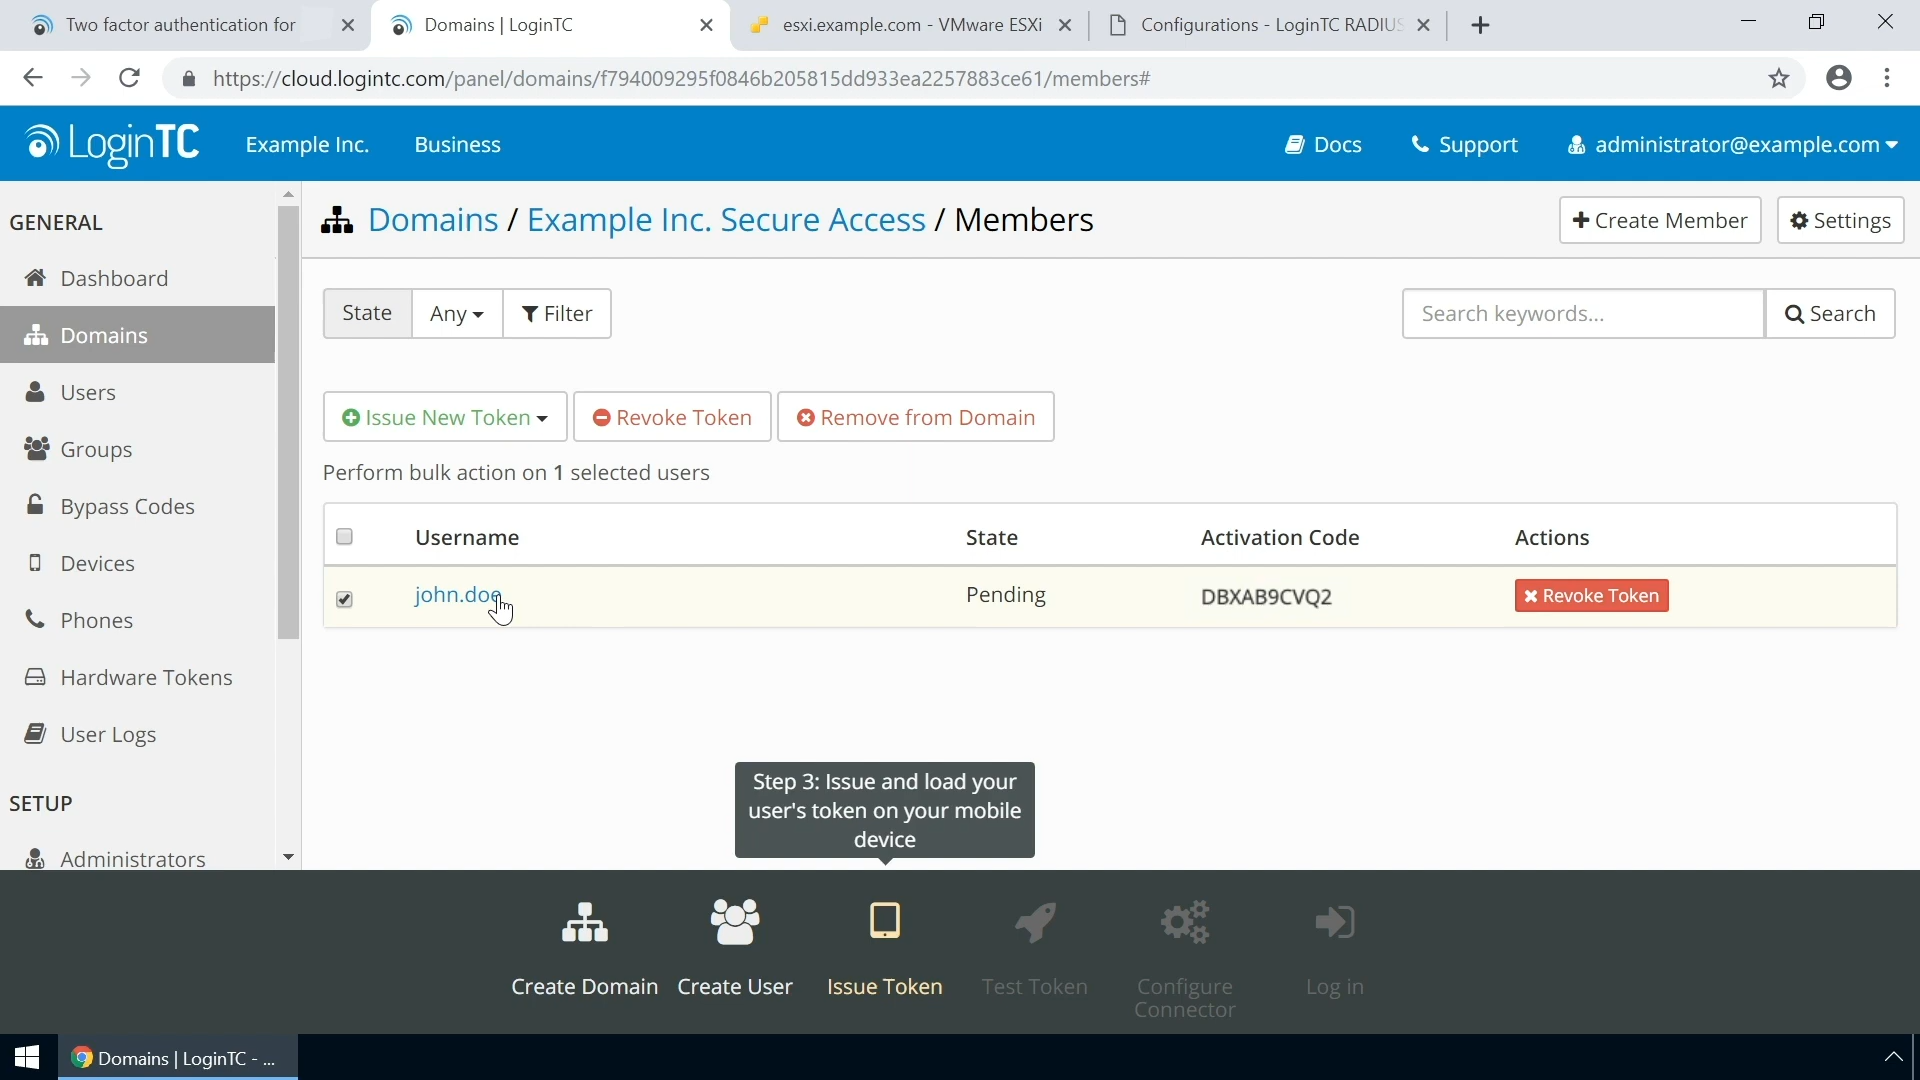 Two factor authentication for
Domains | LoginTC
esxi.example.com - VMware ESXi
Configurations - LoginTC RADIUS
https://cloud.logintc.com/panel/domains/f794009295f0846b205815dd933ea2257883ce61/members#
LoginTC
Example Inc.
Business
Docs
Support
administrator@example.com
GENERAL
Dashboard
Domains
Users
Groups
Bypass Codes
Devices
Phones
Hardware Tokens
User Logs
SETUP
Administrators
Domains / Example Inc. Secure Access / Members
Create Member
Settings
State
Any
Filter
Search keywords...
Search
Issue New Token
Revoke Token
Remove from Domain
Perform bulk action on 1 selected users
Username State Activation Code Actions
john.doe Pending DBXAB9CVQ2 Revoke Token
Step 3: Issue and load your
user's token on your mobile
device
Create Domain
Create User
Issue Token
Test Token
Configure
Connector
Log in
Domains | LoginTC - ...